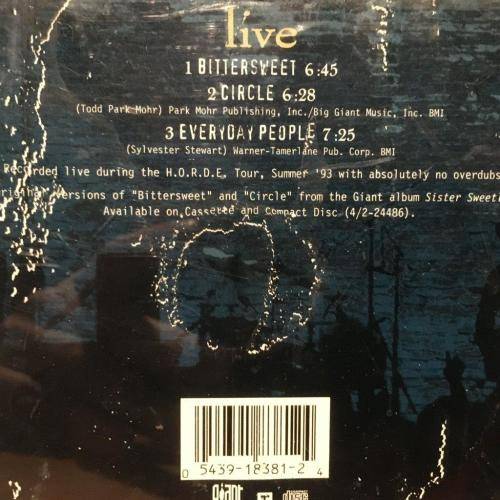 live
1 BITTERSWEET 6:45
2 CIRCLE 6:28
(Todd Park Mohr) Park Mohr Publishing, Inc./Big Giant Music, Inc. BMI
3 EVERYDAY PEOPLE 7:25
(Sylvester Stewart) Warner-Tamerlane Pub. Corp. BMI
Recorded live during the H.O.R.D.E. Tour, Summer '93 with absolutely no overdubs
versions of "Bittersweet" and "Circle" from the Giant album Sister Sweetl
Available on Cassette and Compact Disc (4/2-24486).
0 5439-18381-2 4
giant disc